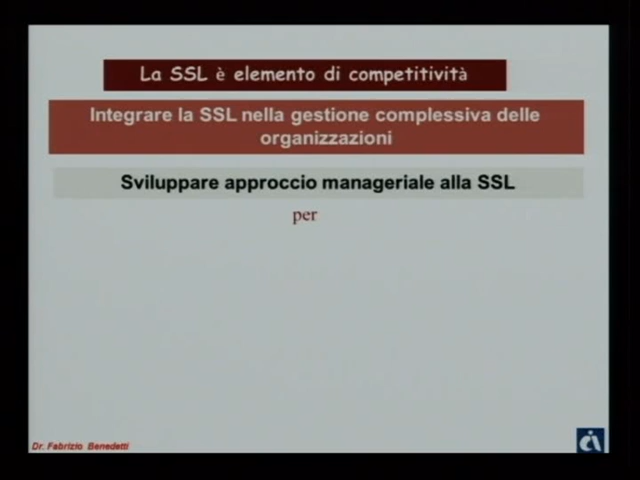 La SSL è elemento di competitività
Integrare la SSL nella gestione complessiva delle
organizzazioni
Sviluppare approccio manageriale alla SSL
per
Dr. Fabrizio Benedetti